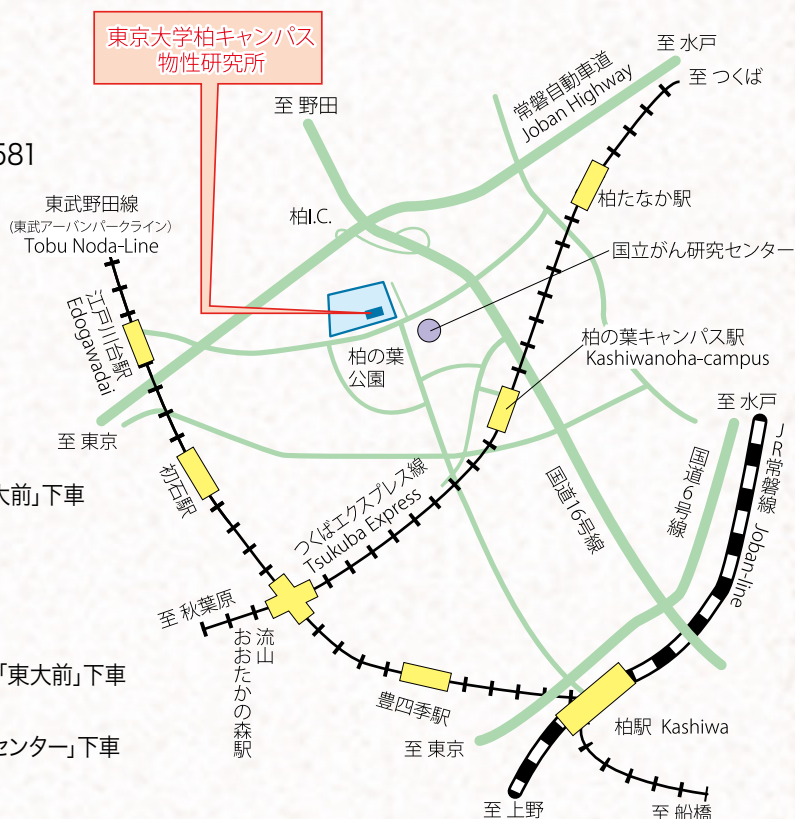 東京大学柏キャンパス
物性研究所
至 水戸
至 つくば
常磐自動車道
Joban Highway
至 野田
581
東武野田線
(東武アーバンパークライン)
Tobu Noda-Line
柏I.C.
柏たなか駅
国立がん研究センター
江戸川台駅
Edogawadai
柏の葉
公園
柏の葉キャンパス駅
Kashiwanoha-campus
至 東京
至 水戸
初石駅
大前」下車
つくばエクスプレス線
Tsukuba Express
国道16号線
国道6号線
JR常磐線 Joban-line
至 秋葉原
流山
おおたかの森駅
「東大前」下車
豊四季駅
柏駅 Kashiwa
至 東京
センター」下車
至 上野
至 船橋